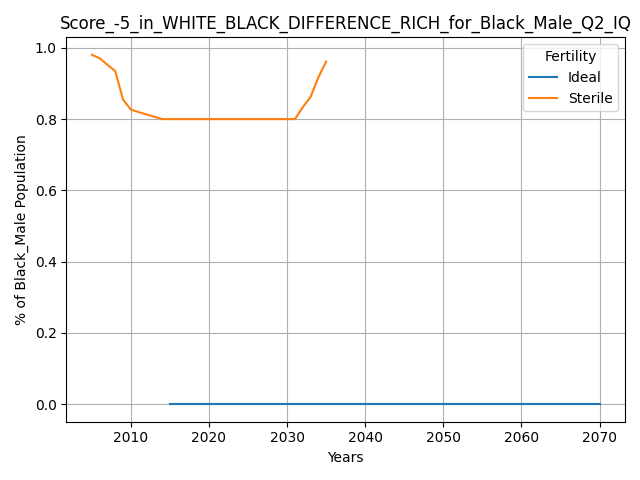 Score_-5_in_WHITE_BLACK_DIFFERENCE_RICH_for_Black_Male_Q2_IQ
% of Black_Male Population
1.0
0.8
0.6
0.4
0.2
0.0
Fertility
Ideal
Sterile
2010 2020 2030 2040 2050 2060 2070
Years